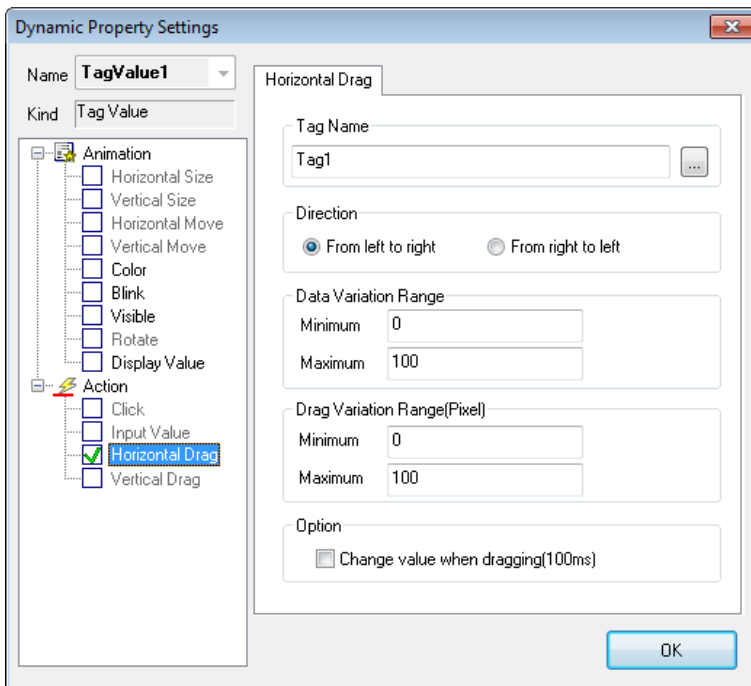 Dynamic Property Settings
Name TagValue1
Kind Tag Value
Animation
Horizontal Size
Vertical Size
Horizontal Move
Vertical Move
Color
Blink
Visible
Rotate
Display Value
Action
Click
Input Value
Horizontal Drag
Vertical Drag
Horizontal Drag
Tag Name
Tag1 ...
Direction
From left to right From right to left
Data Variation Range
Minimum 0
Maximum 100
Drag Variation Range(Pixel)
Minimum 0
Maximum 100
Option
Change value when dragging(100ms)
OK